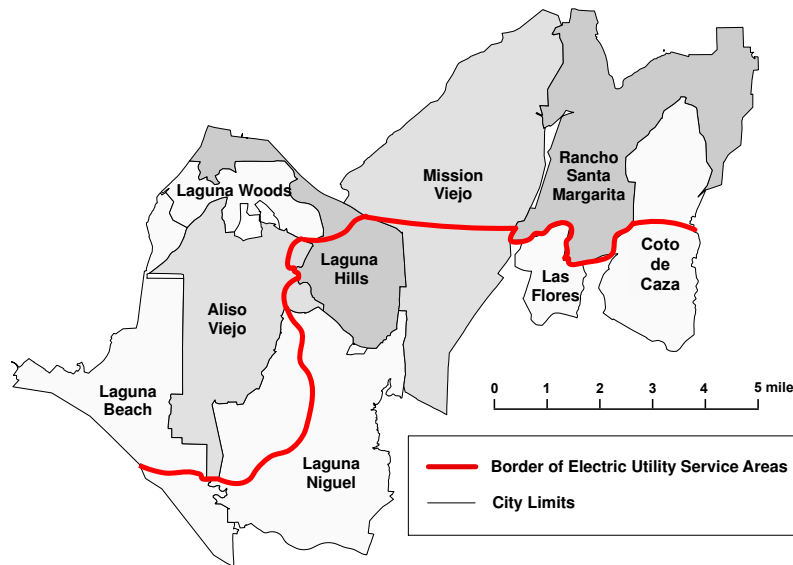 Mission
Viejo
Rancho
Santa
Margarita
Laguna Woods
Laguna
Hills
Coto
de
Caza
Las
Flores
Aliso
Viejo
Laguna
Beach
Laguna
Niguel
0 1 2 3 4 5 mile
Border of Electric Utility Service Areas
City Limits